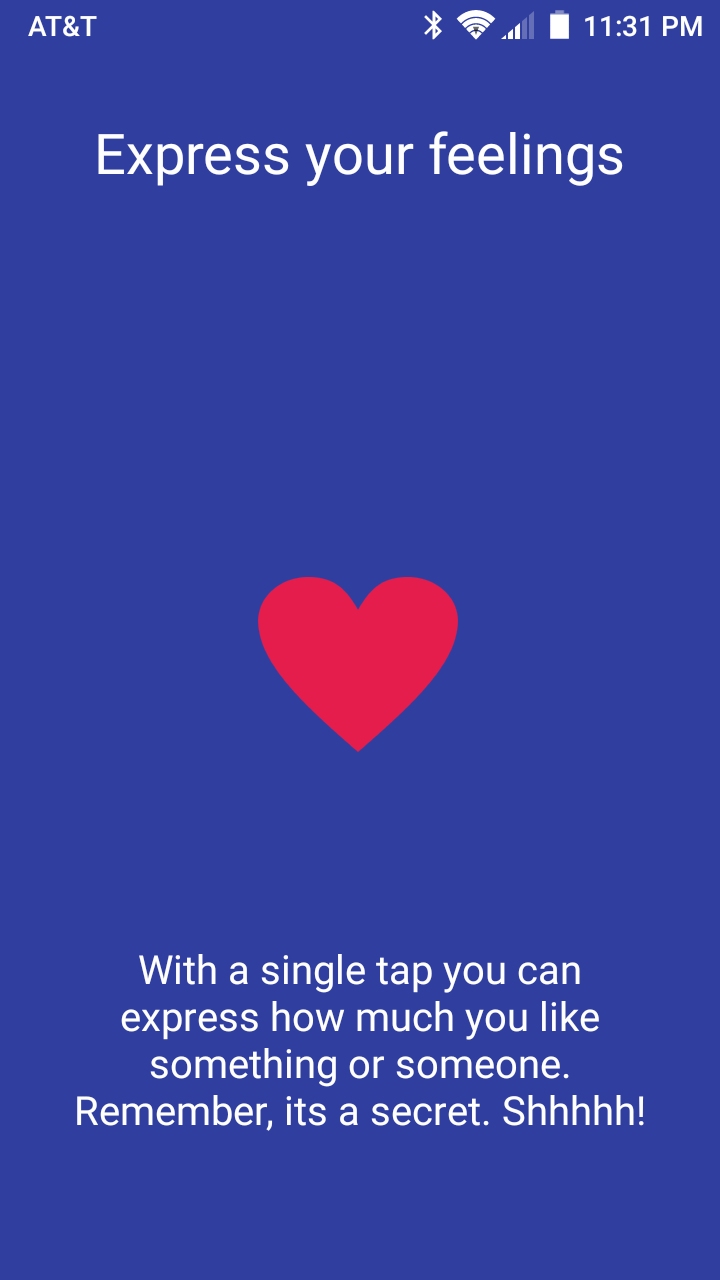 AT&T 11:31 PM
Express your feelings
With a single tap you can
express how much you like
something or someone.
Remember, its a secret. Shhhhh!